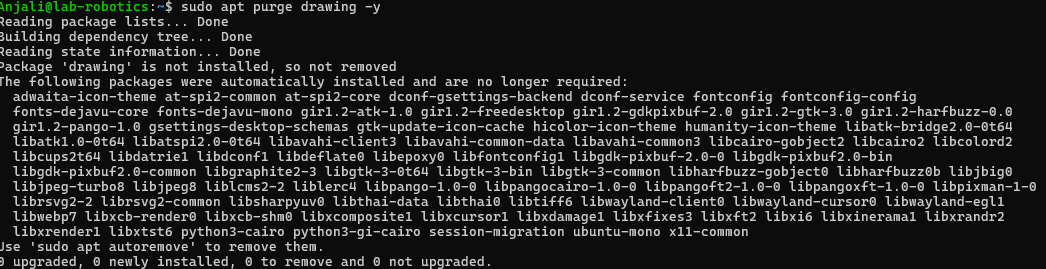 Anjali@lab-robotics:~$ sudo apt purge drawing -y
Reading package lists... Done
Building dependency tree... Done
Reading state information... Done
Package 'drawing' is not installed, so not removed
The following packages were automatically installed and are no longer required:
  adwaita-icon-theme at-spi2-common at-spi2-core dconf-gsettings-backend dconf-service fontconfig fontconfig-config
  fonts-dejavu-core fonts-dejavu-mono gir1.2-atk-1.0 gir1.2-freedesktop gir1.2-gdkpixbuf-2.0 gir1.2-gtk-3.0 gir1.2-harfbuzz-0.0
  gir1.2-pango-1.0 gsettings-desktop-schemas gtk-update-icon-cache hicolor-icon-theme humanity-icon-theme libatk-bridge2.0-0t64
  libatk1.0-0t64 libatspi2.0-0t64 libavahi-client3 libavahi-common-data libavahi-common3 libcairo-gobject2 libcairo2 libcolord2
  libcups2t64 libdatrie1 libdconf1 libdeflate0 libepoxy0 libfontconfig1 libgdk-pixbuf-2.0-0 libgdk-pixbuf2.0-bin
  libgdk-pixbuf2.0-common libgraphite2-3 libgtk-3-0t64 libgtk-3-bin libgtk-3-common libharfbuzz-gobject0 libharfbuzz0b libjbig0
  libjpeg-turbo8 libjpeg8 liblcms2-2 liblerc4 libpango-1.0-0 libpangocairo-1.0-0 libpangoft2-1.0-0 libpangoxft-1.0-0 libpixman-1-0
  librsvg2-2 librsvg2-common libsharpyuv0 libthai-data libthai0 libtiff6 libwayland-client0 libwayland-cursor0 libwayland-egl1
  libwebp7 libxcb-render0 libxcb-shm0 libxcomposite1 libxcursor1 libxdamage1 libxfixes3 libxft2 libxi6 libxinerama1 libxrandr2
  libxrender1 libxtst6 python3-cairo python3-gi-cairo session-migration ubuntu-mono x11-common
Use 'sudo apt autoremove' to remove them.
0 upgraded, 0 newly installed, 0 to remove and 0 not upgraded.